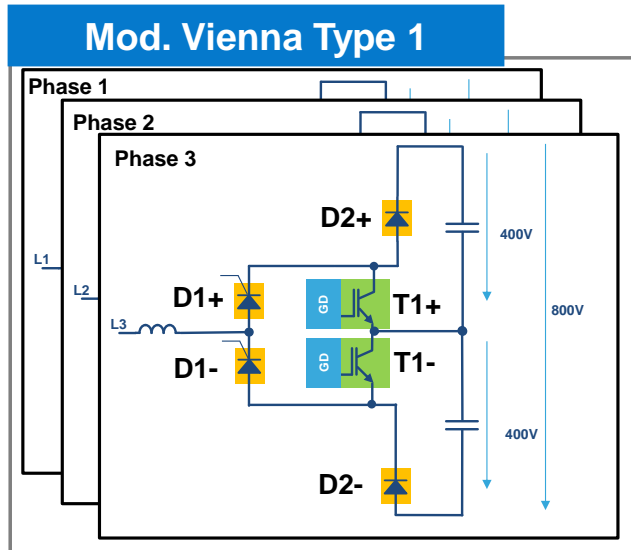 Mod. Vienna Type 1
Phase 1
Phase 2
Phase 3
D2+
400V
L1
L2
D1+
GD
T1+
800V
L3
D1-
GD
T1-
400V
D2-